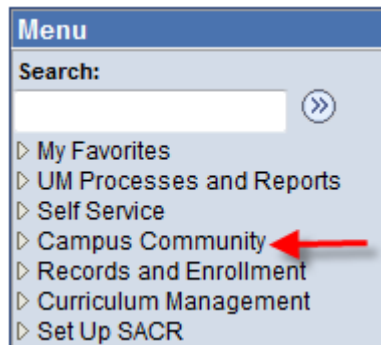 Menu
Search:
My Favorites
UM Processes and Reports
Self Service
Campus Community
Records and Enrollment
Curriculum Management
Set Up SACR